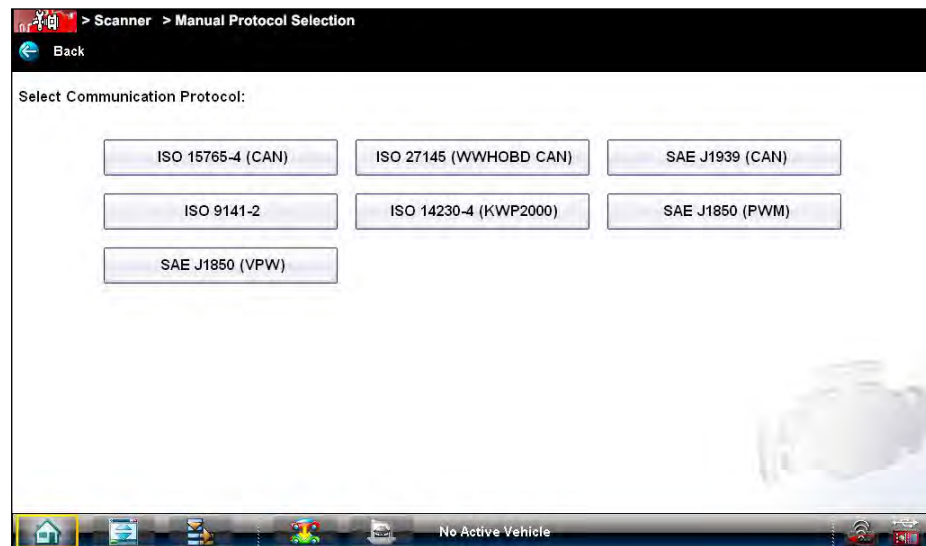 > Scanner > Manual Protocol Selection
Back
Select Communication Protocol:
ISO 15765-4 (CAN)
ISO 27145 (WWHOBD CAN)
SAE J1939 (CAN)
ISO 9141-2
ISO 14230-4 (KWP2000)
SAE J1850 (PWM)
SAE J1850 (VPW)
No Active Vehicle